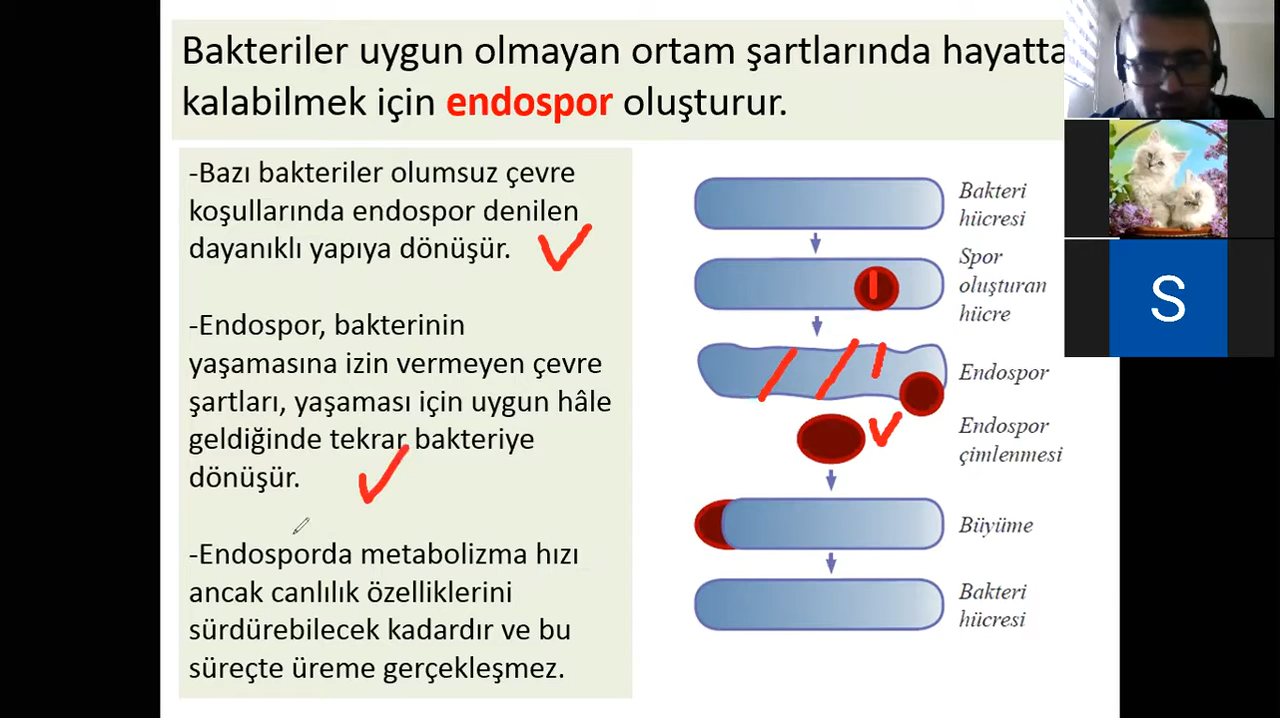 Bakteriler uygun olmayan ortam şartlarında hayatta
kalabilmek için endospor oluşturur.
-Bazı bakteriler olumsuz çevre
koşullarında endospor denilen
dayanıklı yapıya dönüşür.
-Endospor, bakterinin
yaşamasına izin vermeyen çevre
şartları, yaşaması için uygun hâle
geldiğinde tekrar bakteriye
dönüşür.
-Endosporda metabolizma hızı
ancak canlılık özelliklerini
sürdürebilecek kadardır ve bu
süreçte üreme gerçekleşmez.
Bakteri
hücresi
Spor
oluşturan
hücre
Endospor
Endospor
çimlenmesi
Büyüme
Bakteri
hücresi
S